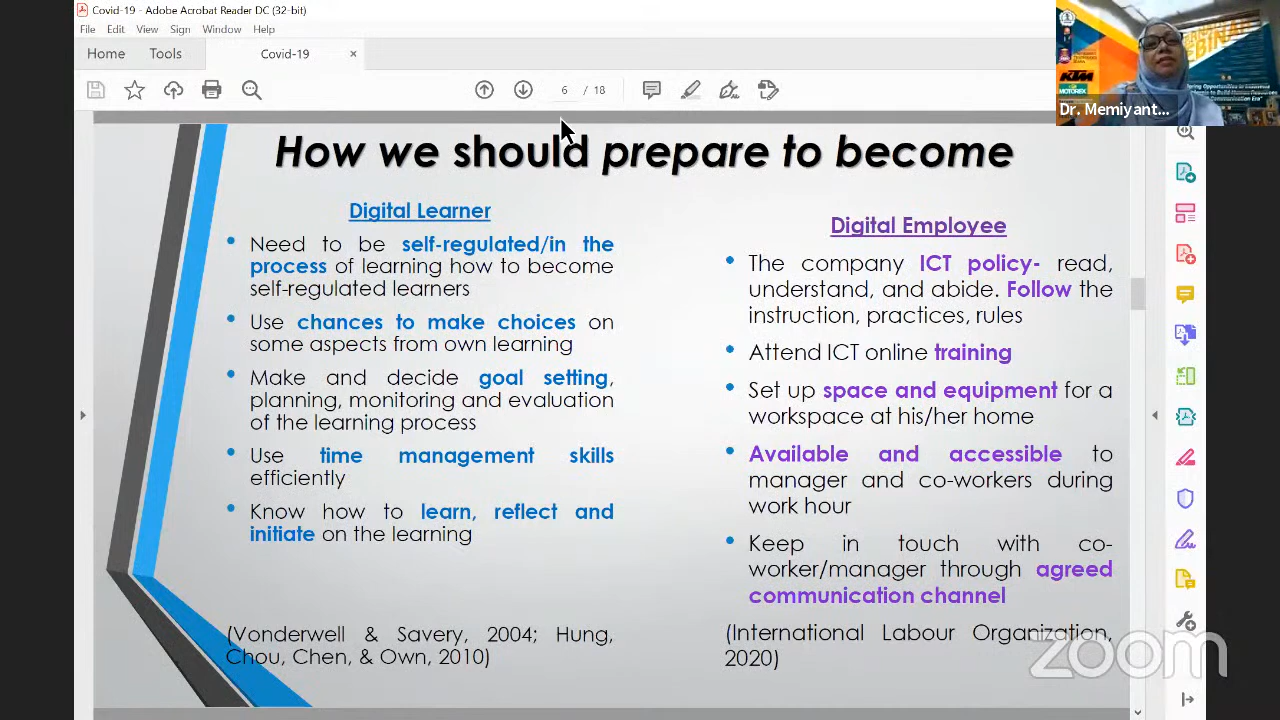 Covid-19 - Adobe Acrobat Reader DC (32-bit)
File Edit View Sign Window Help
Home Tools Covid-19 ×
6 / 18
KTM
MOTOREX
Dr. Memiyant...
How we should prepare to become
Digital Learner
• Need to be self-regulated/in the
process of learning how to become
self-regulated learners
• Use chances to make choices on
some aspects from own learning
• Make and decide goal setting,
planning, monitoring and evaluation
of the learning process
• Use time management skills
efficiently
• Know how to learn, reflect and
initiate on the learning
(Vonderwell & Savery, 2004; Hung,
Chou, Chen, & Own, 2010)
Digital Employee
• The company ICT policy- read,
understand, and abide. Follow the
instruction, practices, rules
• Attend ICT online training
• Set up space and equipment for a
workspace at his/her home
• Available and accessible to
manager and co-workers during
work hour
• Keep in touch with co-
worker/manager through agreed
communication channel
(International Labour Organization,
2020)
zoom